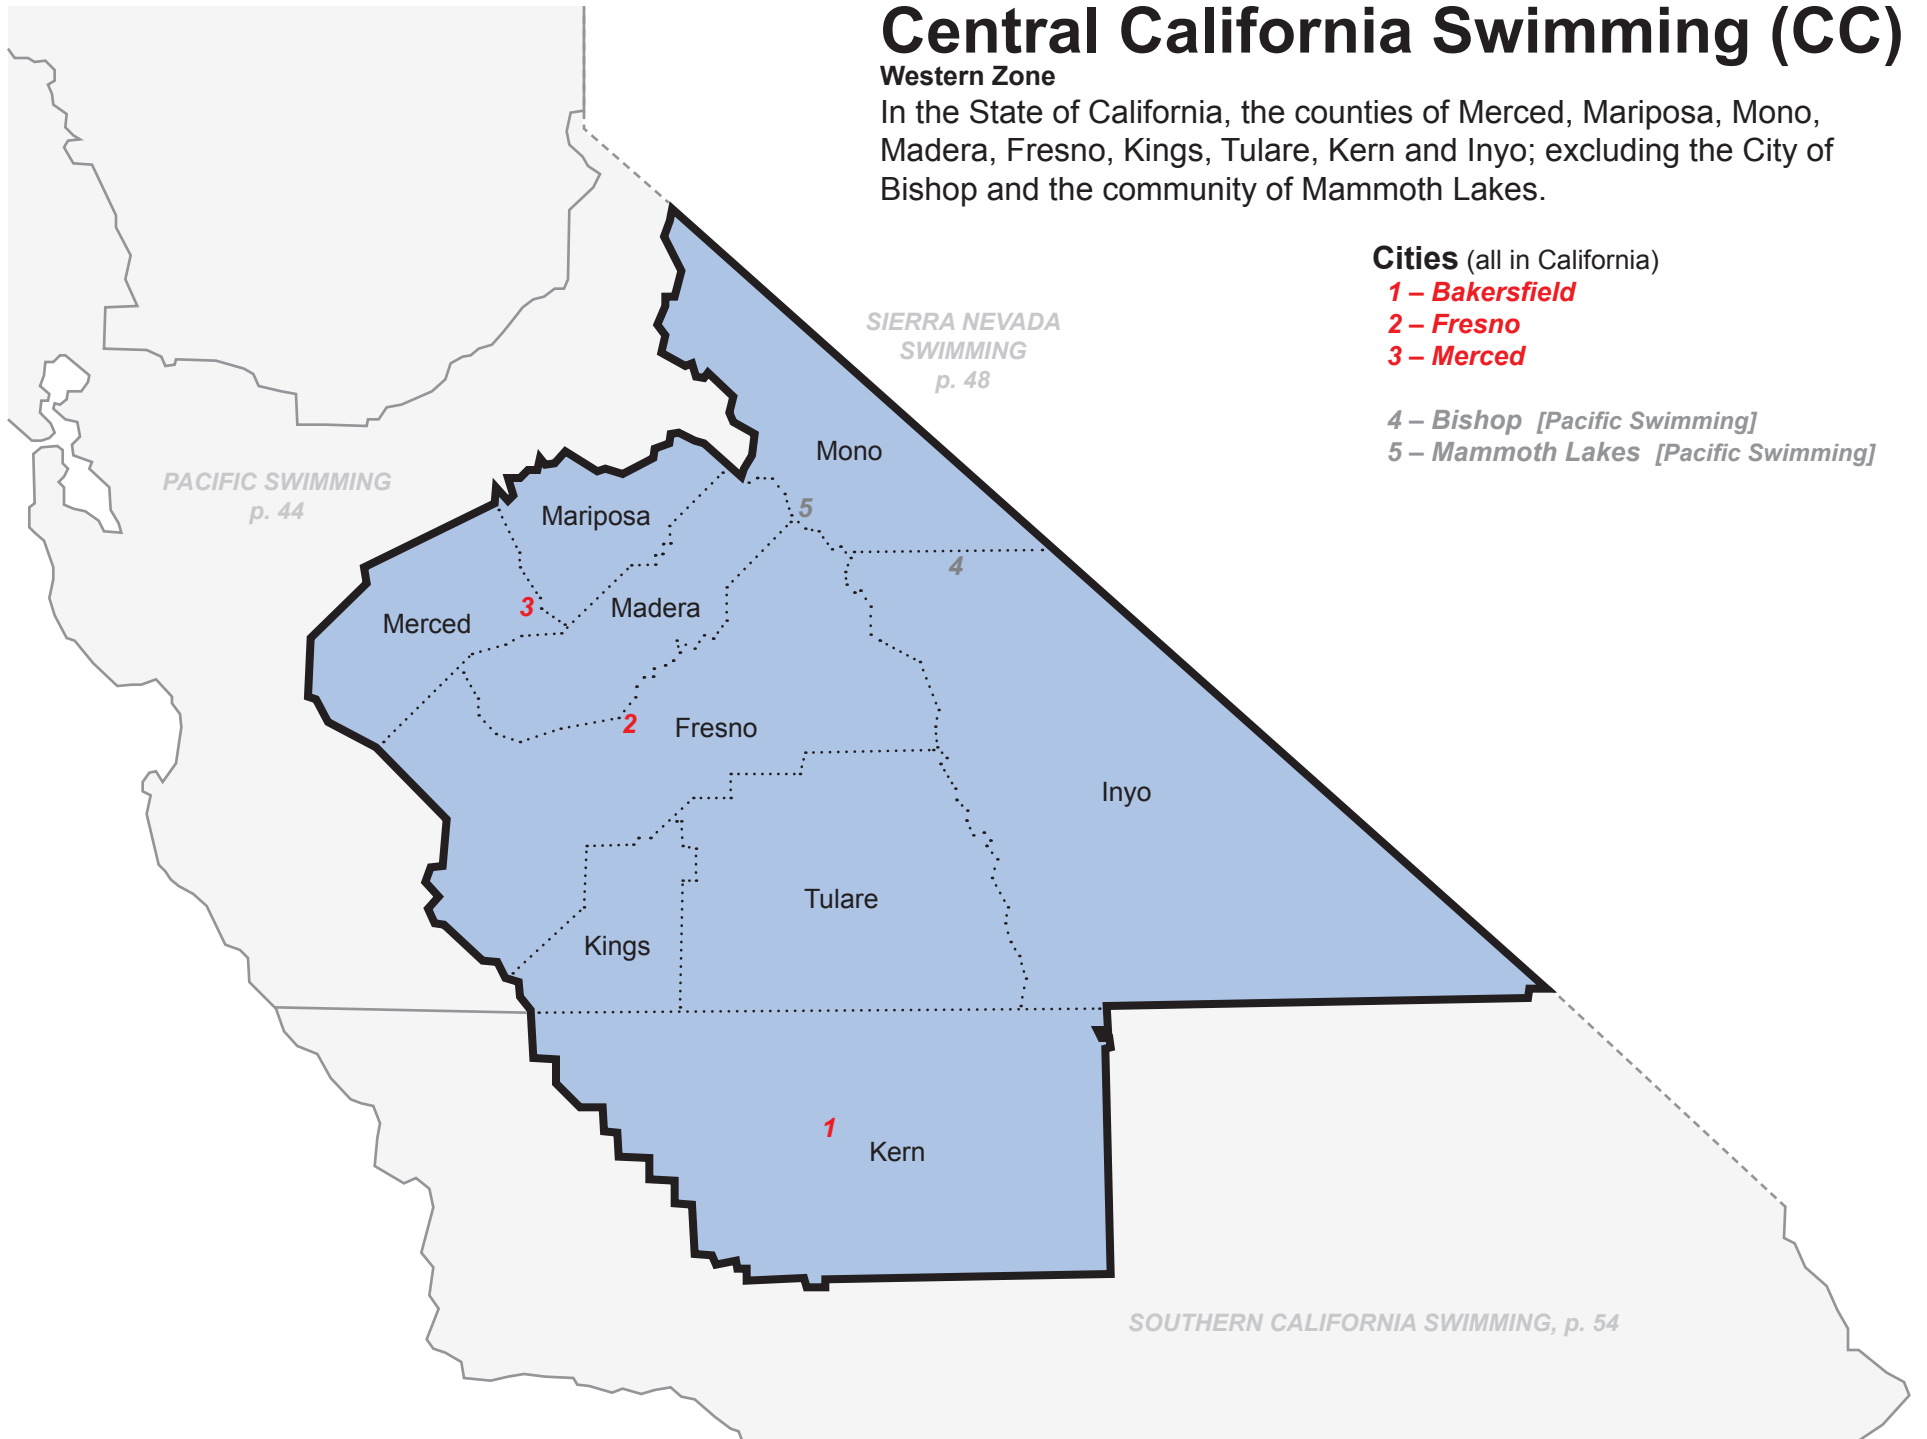 Central California Swimming (CC)
Western Zone
In the State of California, the counties of Merced, Mariposa, Mono,
Madera, Fresno, Kings, Tulare, Kern and Inyo; excluding the City of
Bishop and the community of Mammoth Lakes.
Cities (all in California)
1 – Bakersfield
2 – Fresno
3 – Merced
4 – Bishop [Pacific Swimming]
5 – Mammoth Lakes [Pacific Swimming]
SIERRA NEVADA
SWIMMING
p. 48
PACIFIC SWIMMING
p. 44
Mono
5
Mariposa
4
3
Madera
Merced
2
Fresno
Inyo
Tulare
Kings
1
Kern
SOUTHERN CALIFORNIA SWIMMING, p. 54